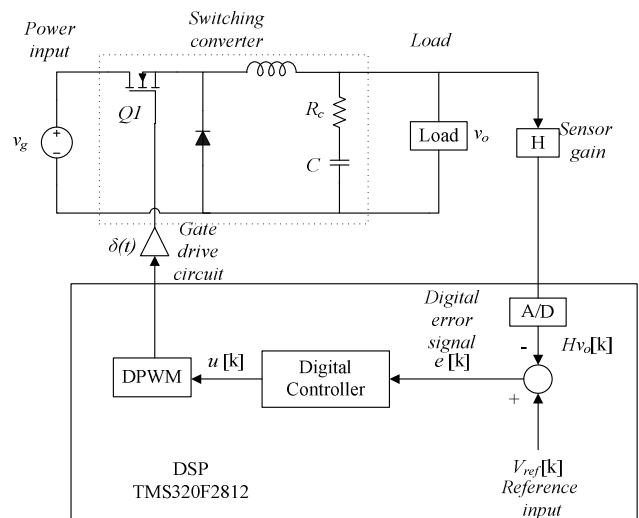 Power
input
Switching
converter
Load
Q1
v_g
R_c
C
Load
v_o
H
Sensor
gain
δ(t)
Gate
drive
circuit
Digital
error
signal
A/D
-
Hv_o[k]
DPWM
u [k]
Digital
Controller
e [k]
+
DSP
TMS320F2812
V_ref[k]
Reference
input